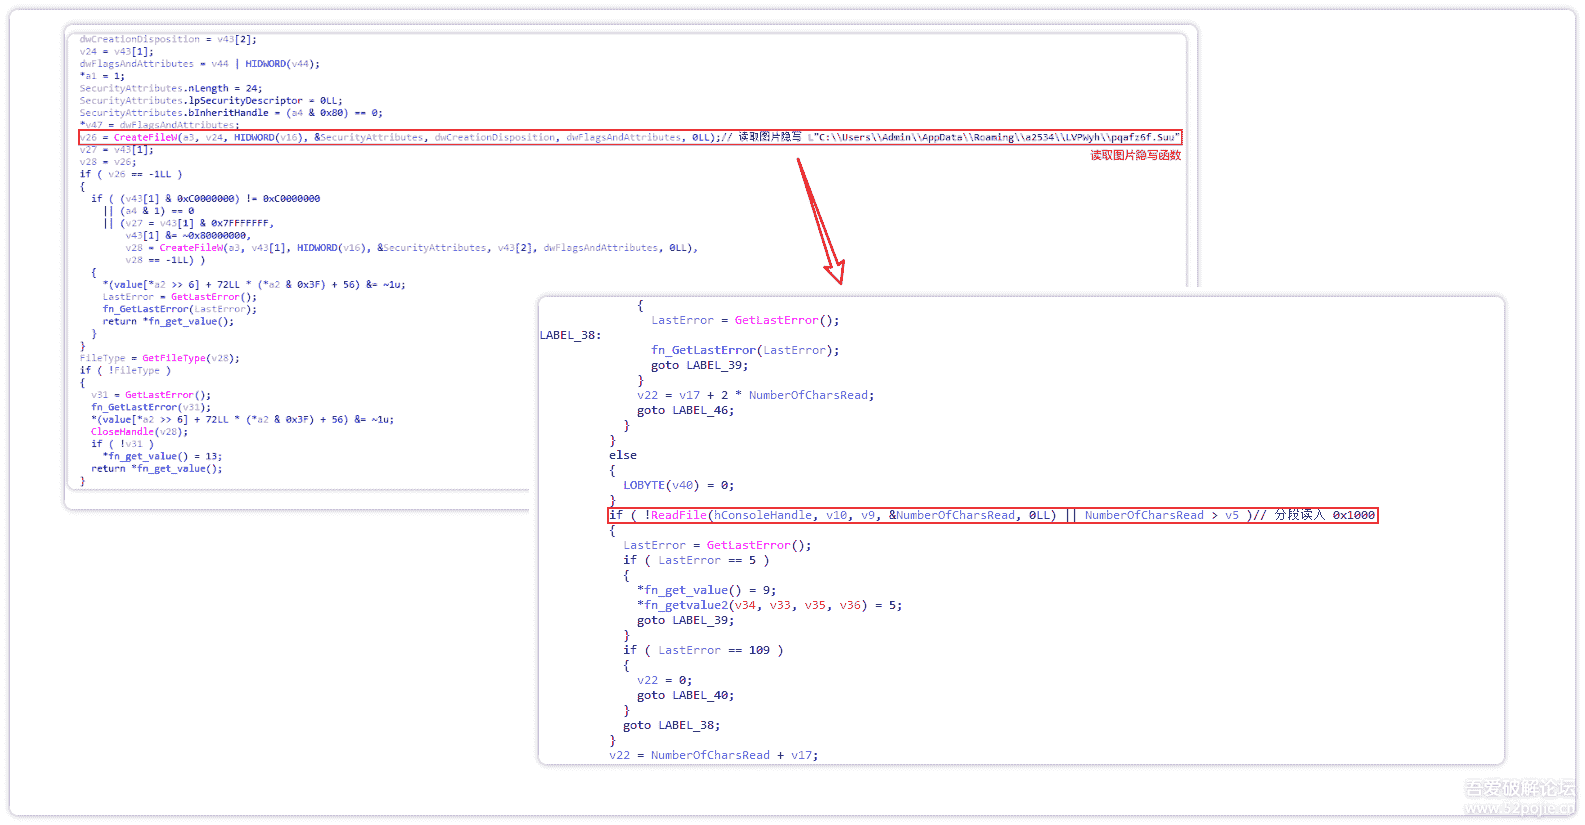 dwCreationDisposition = v43[2];
v24 = v43[1];
dwFlagsAndAttributes = v44 | HIDWORD(v44);
*a1 = 1;
SecurityAttributes.nLength = 24;
SecurityAttributes.lpSecurityDescriptor = 0LL;
SecurityAttributes.bInheritHandle = (a4 & 0x80) == 0;
*v47 = dwFlagsAndAttributes;
v26 = CreateFileW(a3, v24, HIDWORD(v16), &SecurityAttributes, dwCreationDisposition, dwFlagsAndAttributes, 0LL);// 读取图片隐写 L"C:\\Users\\Admin\\AppData\\Roaming\\a2534\\LVPWyh\\pqafz6f.Suu"
读取图片隐写函数
v27 = v43[1];
v28 = v26;
if ( v26 == -1LL )
{
if ( (v43[1] & 0xC0000000) != 0xC0000000
|| (a4 & 1) == 0
|| (v27 = v43[1] & 0x7FFFFFFF,
v43[1] &= ~0x80000000,
v28 = CreateFileW(a3, v43[1], HIDWORD(v16), &SecurityAttributes, v43[2], dwFlagsAndAttributes, 0LL),
v28 == -1LL) )
{
*(value[*a2 >> 6] + 72LL * (*a2 & 0x3F) + 56) &= ~1u;
LastError = GetLastError();
fn_GetLastError(LastError);
return *fn_get_value();
}
}
FileType = GetFileType(v28);
if ( !FileType )
{
v31 = GetLastError();
fn_GetLastError(v31);
*(value[*a2 >> 6] + 72LL * (*a2 & 0x3F) + 56) &= ~1u;
CloseHandle(v28);
if ( !v31 )
*fn_get_value() = 13;
return *fn_get_value();
}
{
LastError = GetLastError();
LABEL_38:
fn_GetLastError(LastError);
goto LABEL_39;
}
v22 = v17 + 2 * NumberOfCharsRead;
goto LABEL_46;
}
}
else
{
LOBYTE(v40) = 0;
}
if ( !ReadFile(hConsoleHandle, v10, v9, &NumberOfCharsRead, 0LL) || NumberOfCharsRead > v5 )// 分段读入 0x1000
{
LastError = GetLastError();
if ( LastError == 5 )
{
*fn_get_value() = 9;
*fn_getvalue2(v34, v33, v35, v36) = 5;
goto LABEL_39;
}
if ( LastError == 109 )
{
v22 = 0;
goto LABEL_40;
}
goto LABEL_38;
}
v22 = NumberOfCharsRead + v17;
吾爱破解论坛
www.52pojie.cn